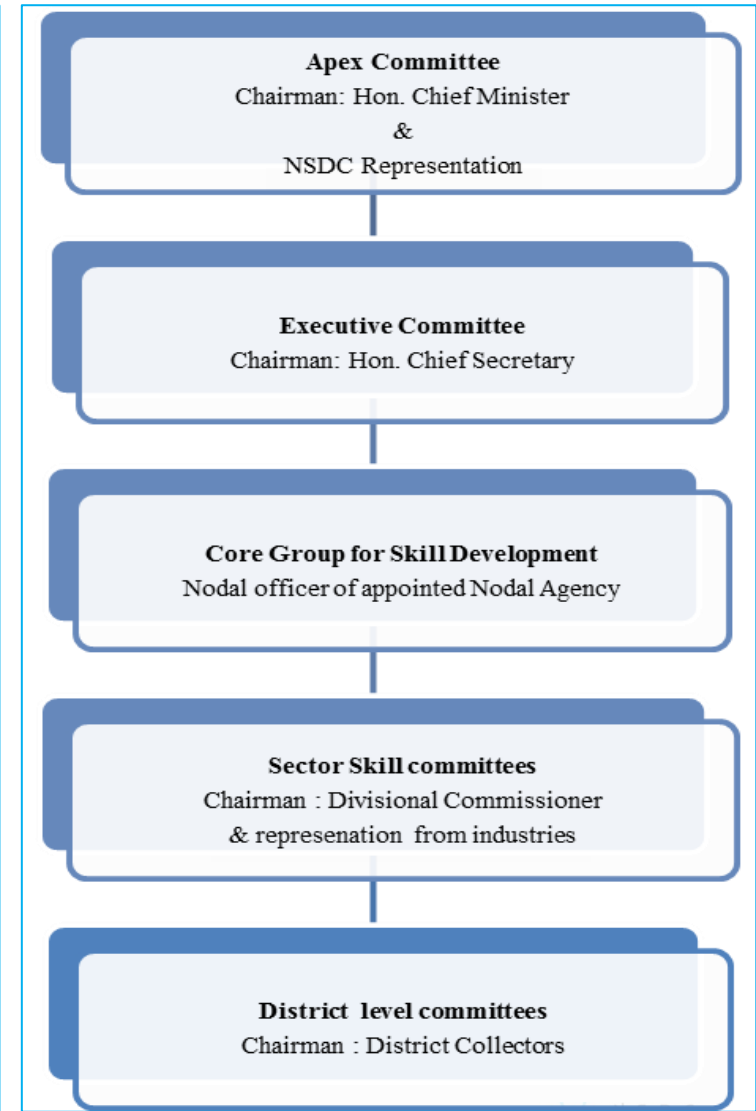 Apex Committee
Chairman: Hon. Chief Minister
&
NSDC Representation
Executive Committee
Chairman: Hon. Chief Secretary
Core Group for Skill Development
Nodal officer of appointed Nodal Agency
Sector Skill committees
Chairman : Divisional Commissioner
& represenation from industries
District level committees
Chairman : District Collectors